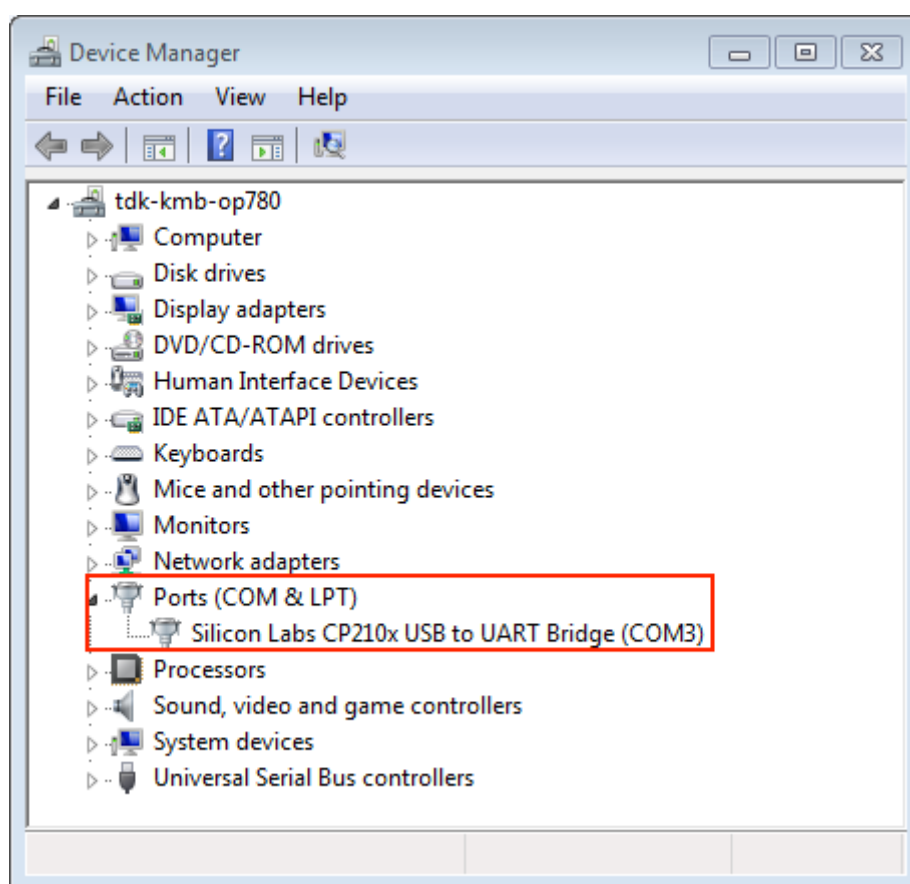 Device Manager
File Action View Help
?
tdk-kmb-op780
Computer
Disk drives
Display adapters
DVD/CD-ROM drives
Human Interface Devices
IDE ATA/ATAPI controllers
Keyboards
Mice and other pointing devices
Monitors
Network adapters
Ports (COM & LPT)
Silicon Labs CP210x USB to UART Bridge (COM3)
Processors
Sound, video and game controllers
System devices
Universal Serial Bus controllers